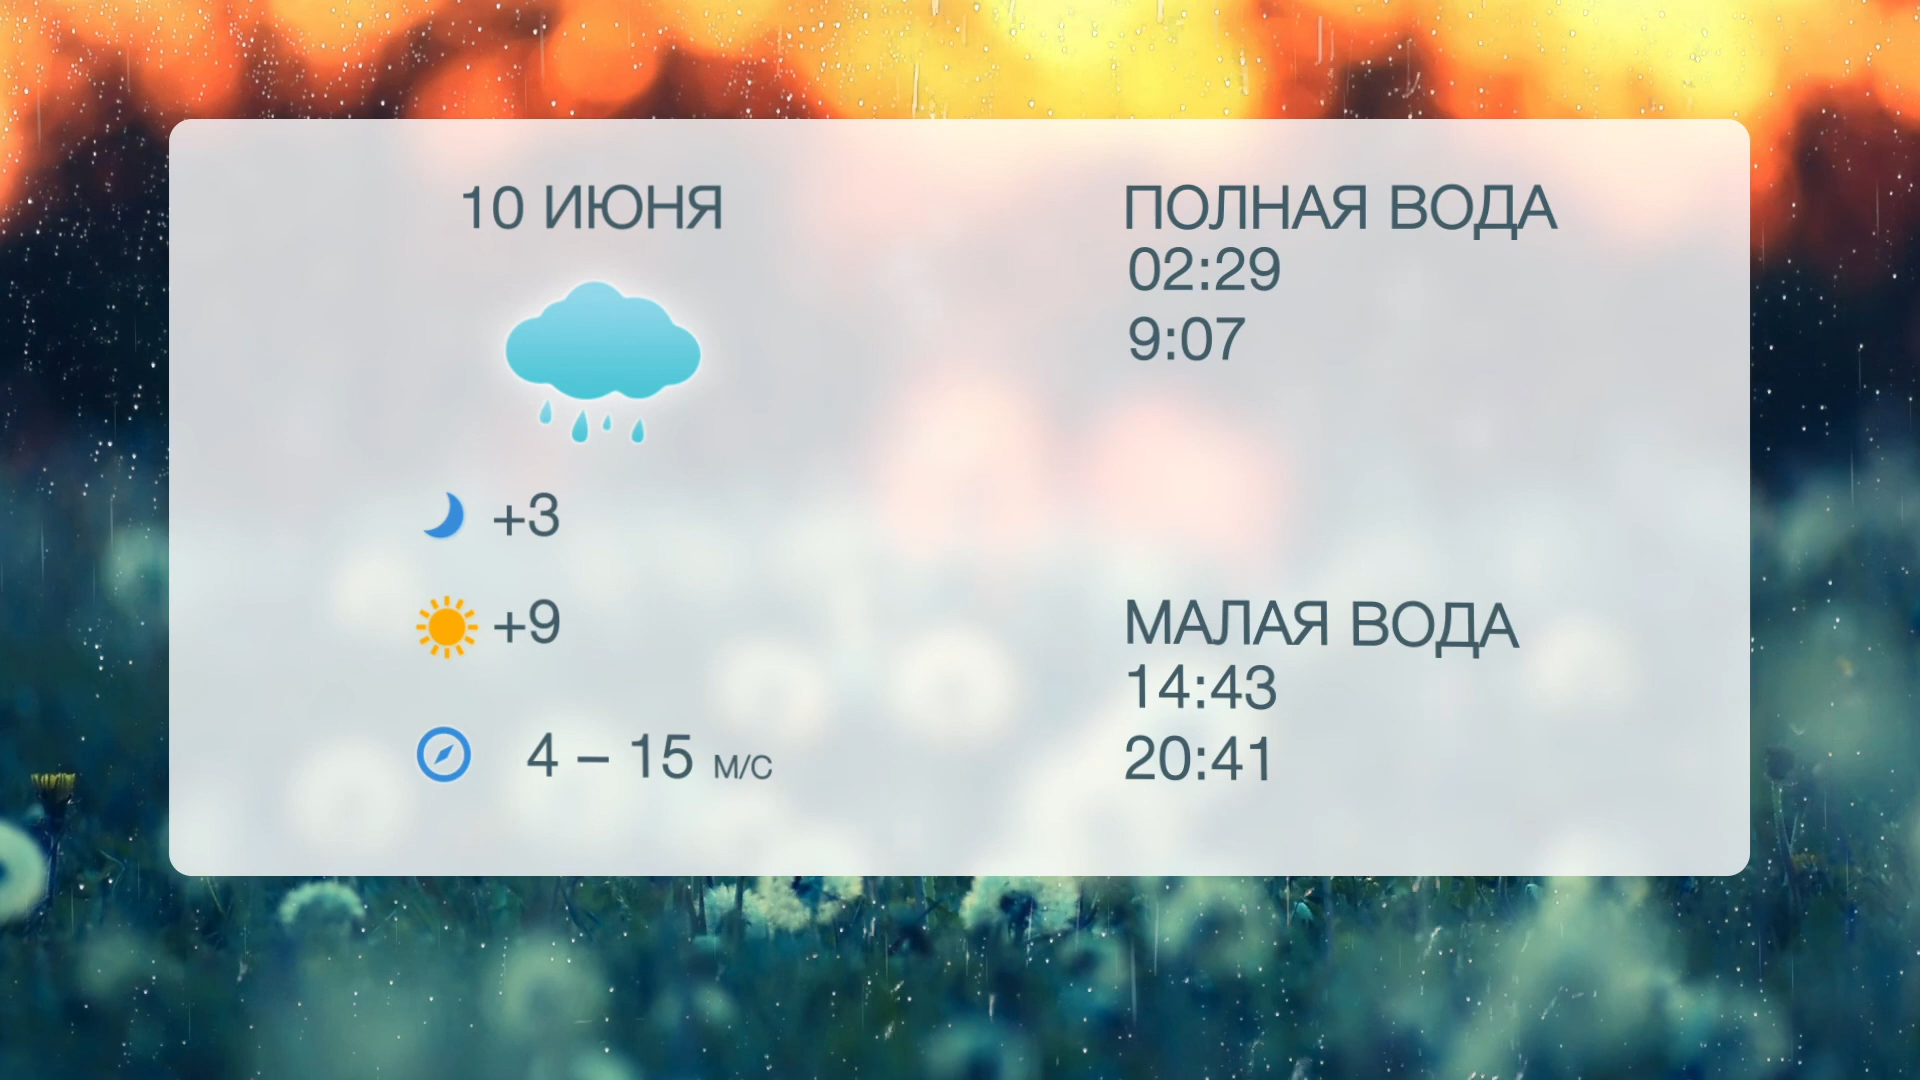 10 ИЮНЯ
+3
+9
4 – 15 М/С
ПОЛНАЯ ВОДА
02:29
9:07
МАЛАЯ ВОДА
14:43
20:41